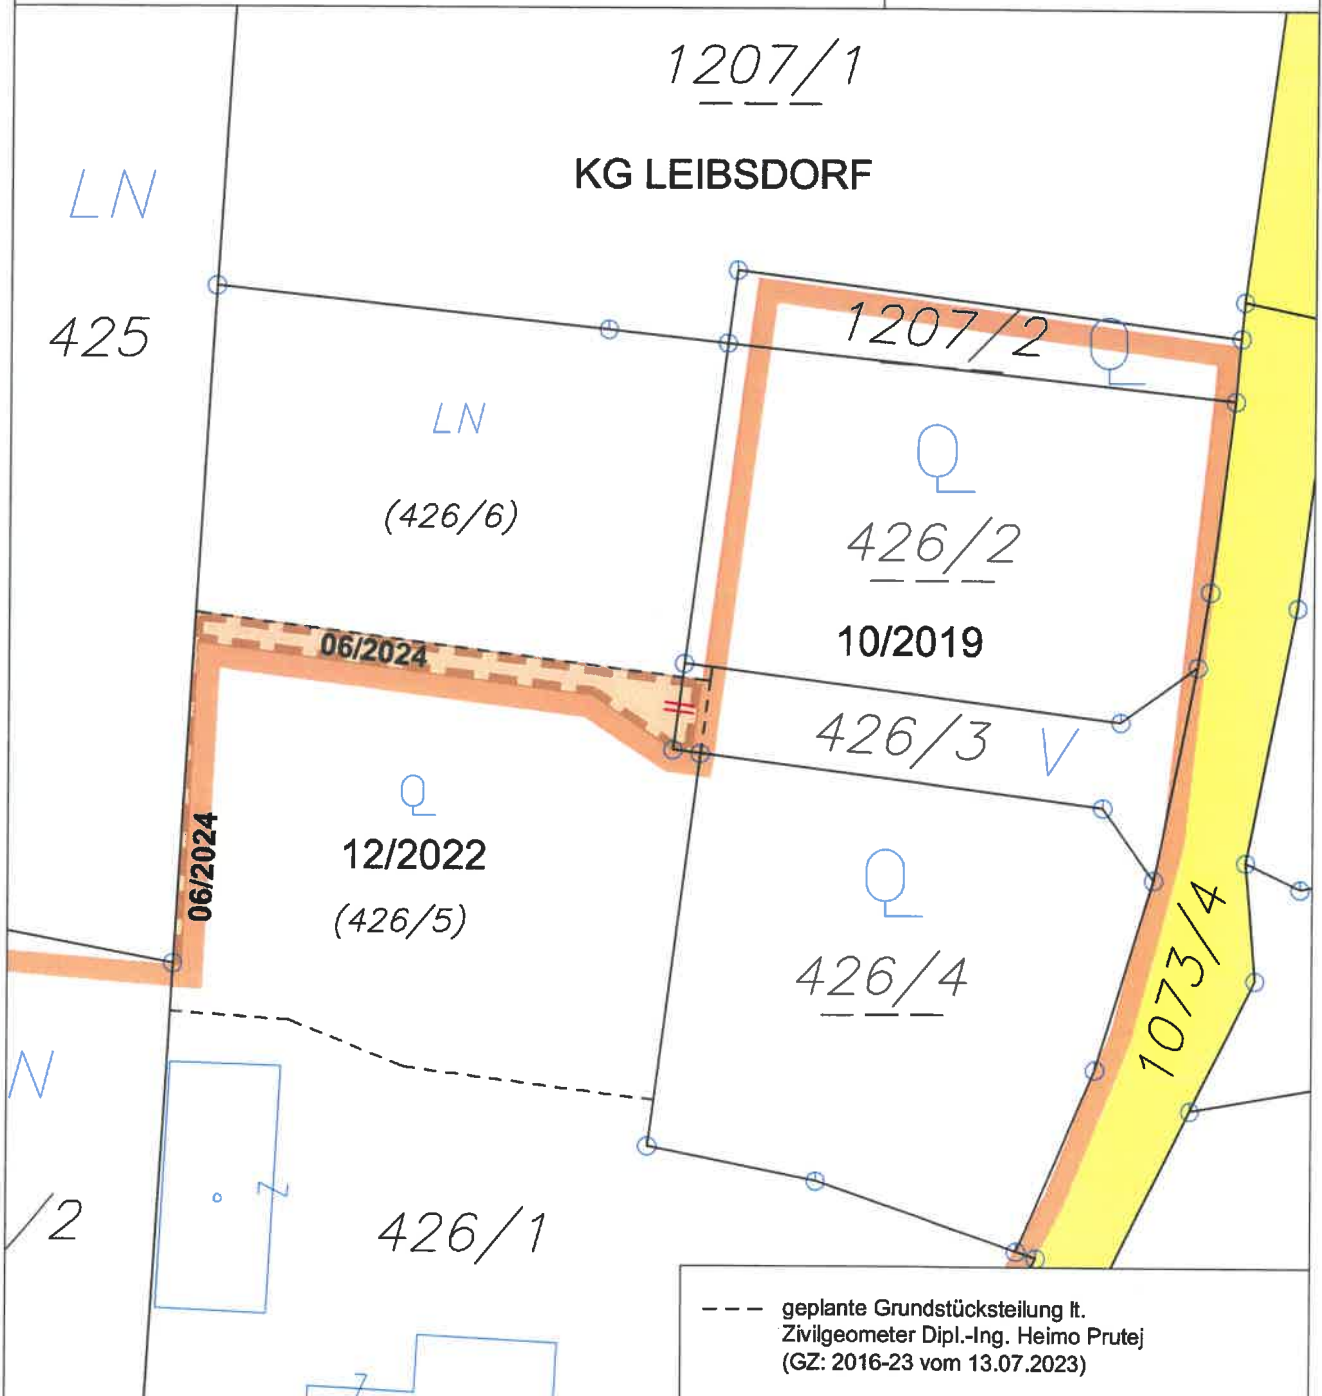 1207/1
KG LEIBSDORF
LN
425
1207/2
LN
(426/6)
426/2
10/2019
06/2024
426/3
V
06/2024
12/2022
(426/5)
426/4
1073/4
N
/2
426/1
geplante Grundstücksteilung lt.
Zivilgeometer Dipl.-Ing. Heimo Prutej
(GZ: 2016-23 vom 13.07.2023)